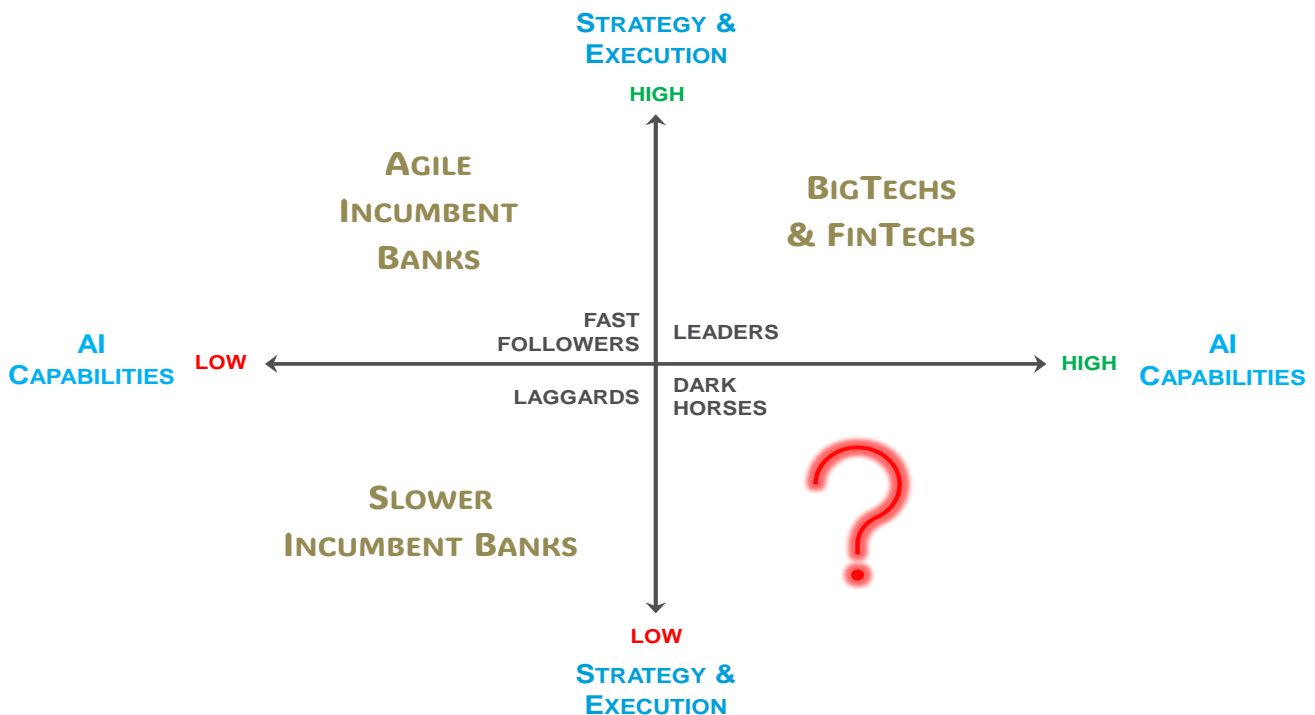 STRATEGY &
EXECUTION
HIGH
AGILE
INCUMBENT
BANKS
BIGTECHS
& FINTECHS
FAST
FOLLOWERS
LEADERS
AI
CAPABILITIES
LOW
HIGH
AI
CAPABILITIES
LAGGARDS
DARK
HORSES
SLOWER
INCUMBENT BANKS
?
LOW
STRATEGY &
EXECUTION